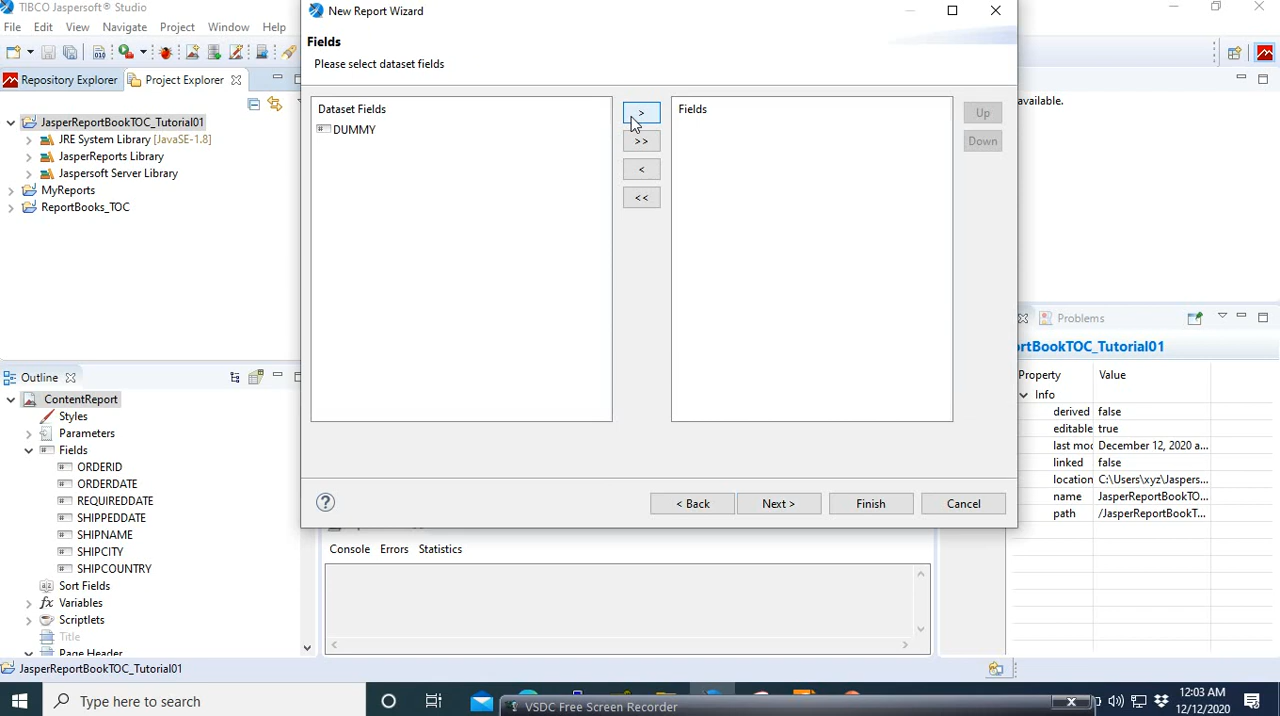 TIBCO Jaspersoft® Studio
File Edit View Navigate Project Window Help
Repository Explorer Project Explorer
JasperReportBookTOC_Tutorial01
JRE System Library [JavaSE-1.8]
JasperReports Library
Jaspersoft Server Library
MyReports
ReportBooks_TOC
Outline
ContentReport
Styles
Parameters
Fields
ORDERID
ORDERDATE
REQUIREDDATE
SHIPPEDDATE
SHIPNAME
SHIPCITY
SHIPCOUNTRY
Sort Fields
Variables
Scriptlets
Title
Page Header
JasperReportBookTOC_Tutorial01
New Report Wizard
Fields
Please select dataset fields
Dataset Fields
DUMMY
>
>>
<
<<
Fields
Up
Down
< Back Next > Finish Cancel
Console Errors Statistics
available.
Problems
ortBookTOC_Tutorial01
Property Value
Info
derived false
editable true
last mod December 12, 2020 a...
linked false
location C:\Users\xyz\Jaspers...
name JasperReportBookTO...
path /JasperReportBookT...
Type here to search
VSDC Free Screen Recorder
12:03 AM
12/12/2020